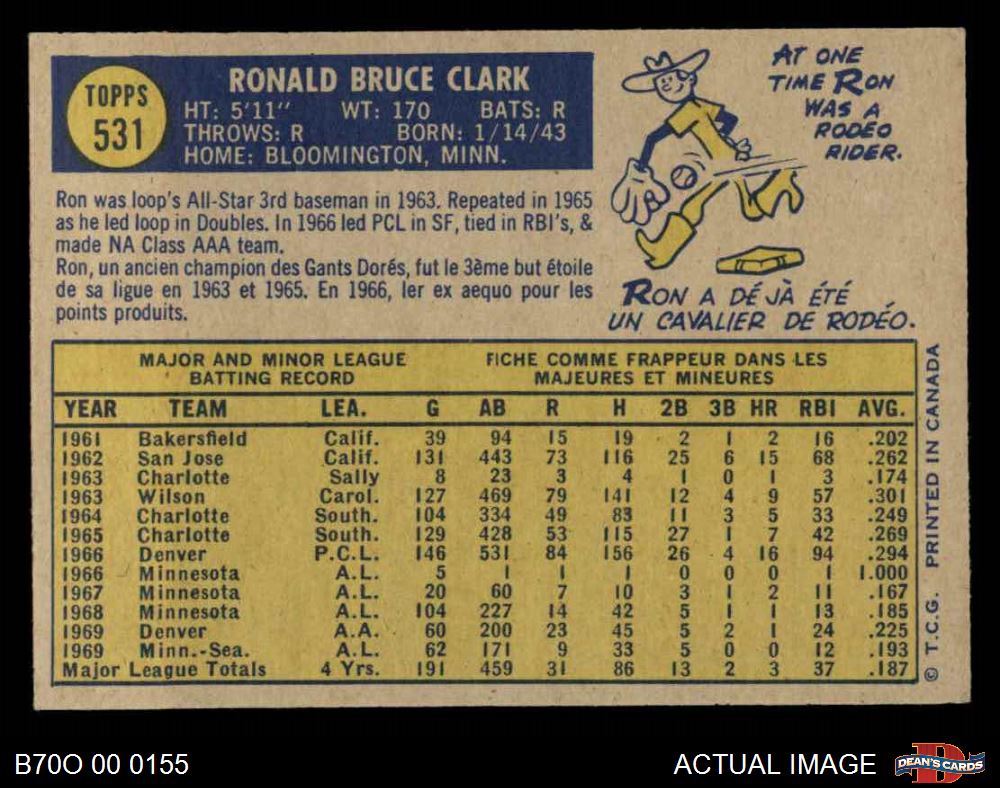 TOPPS
531
RONALD BRUCE CLARK
HT: 5'11" WT: 170 BATS: R
THROWS: R BORN: 1/14/43
HOME: BLOOMINGTON, MINN.
AT ONE
TIME RON
WAS A
RODEO
RIDER.
Ron was loop's All-Star 3rd baseman in 1963. Repeated in 1965
as he led loop in Doubles. In 1966 led PCL in SF, tied in RBI's, &
made NA Class AAA team.
Ron, un ancien champion des Gants Dorés, fut le 3ème but étoile
de sa ligue en 1963 et 1965. En 1966, ler ex aequo pour les
points produits.
RON A DÉJÀ ÉTÉ
UN CAVALIER DE RODÉO.
MAJOR AND MINOR LEAGUE
BATTING RECORD
FICHE COMME FRAPPEUR DANS LES
MAJEURES ET MINEURES
YEAR TEAM LEA. G AB R H 2B 3B HR RBI AVG.
1961 Bakersfield Calif. 39 94 15 19 2 1 2 16 .202
1962 San Jose Calif. 131 443 73 116 25 6 15 68 .262
1963 Charlotte Sally 8 23 3 4 1 0 1 3 .174
1963 Wilson Carol. 127 469 79 141 12 4 9 57 .301
1964 Charlotte South. 104 334 49 83 11 3 5 33 .249
1965 Charlotte South. 129 428 53 115 27 1 7 42 .269
1966 Denver P.C.L. 146 531 84 156 26 4 16 94 .294
1966 Minnesota A.L. 5 1 1 1 0 0 0 1 1.000
1967 Minnesota A.L. 20 60 7 10 3 1 2 11 .167
1968 Minnesota A.L. 104 227 14 42 5 1 1 13 .185
1969 Denver A.A. 60 200 23 45 5 2 1 24 .225
1969 Minn.-Sea. A.L. 62 171 9 33 5 0 0 12 .193
Major League Totals 4 Yrs. 191 459 31 86 13 2 3 37 .187
© T.C.G. PRINTED IN CANADA
B70O 00 0155
ACTUAL IMAGE
DEAN'S CARDS